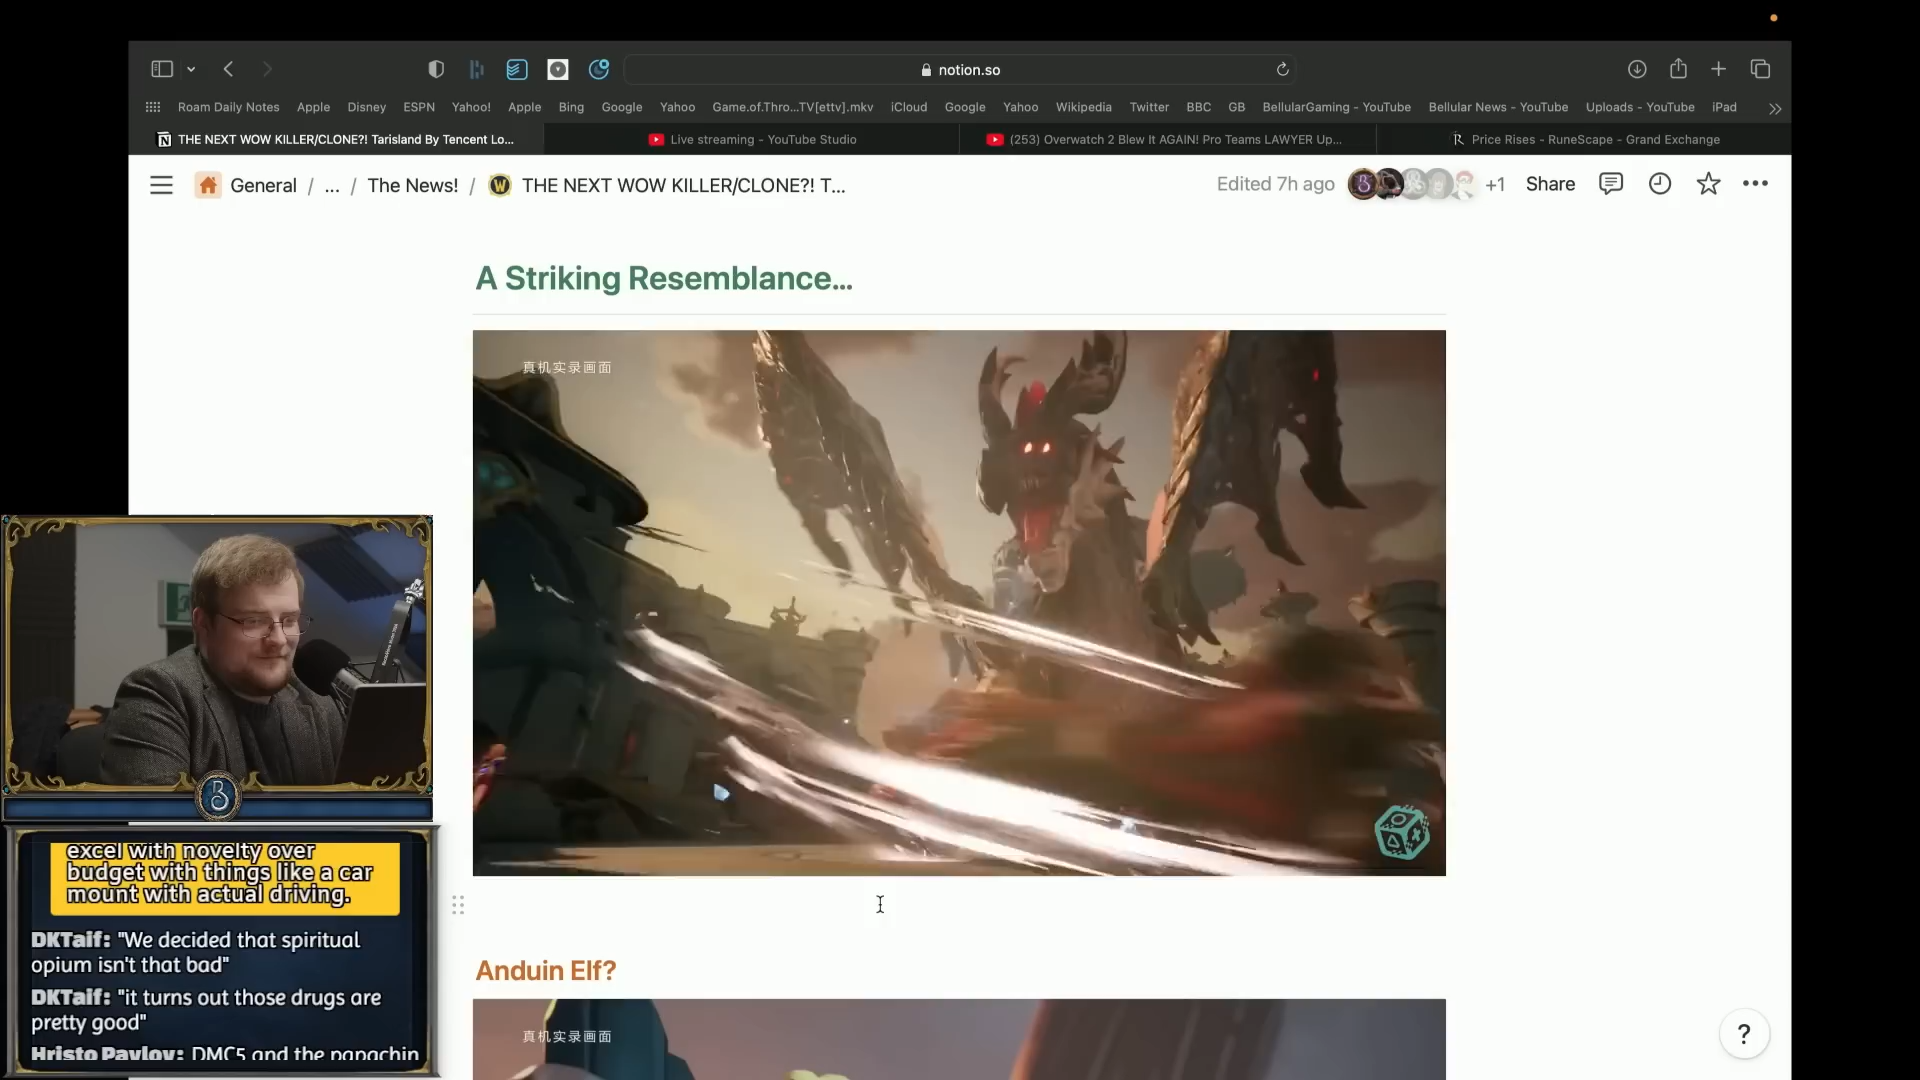 notion.so
Roam Daily Notes
Apple
Disney
ESPN
Yahoo!
Apple
Bing
Google
Yahoo
Game.of.Thro...TV[ettv].mkv
iCloud
Google
Yahoo
Wikipedia
Twitter
BBC
GB
BellularGaming - YouTube
Bellular News - YouTube
Uploads - YouTube
iPad
THE NEXT WOW KILLER/CLONE?! Tarisland By Tencent Lo...
Live streaming - YouTube Studio
(253) Overwatch 2 Blew It AGAIN! Pro Teams LAWYER Up...
Price Rises - RuneScape - Grand Exchange
General / ... / The News! / THE NEXT WOW KILLER/CLONE?! T...
Edited 7h ago
+1
Share
A Striking Resemblance...
真机实录画面
excel with novelty over
budget with things like a car
mount with actual driving.
DKTaif: "We decided that spiritual
opium isn't that bad"
DKTaif: "it turns out those drugs are
pretty good"
Hristo Pavlov: DMC5 and the papachin
Anduin Elf?
真机实录画面
?